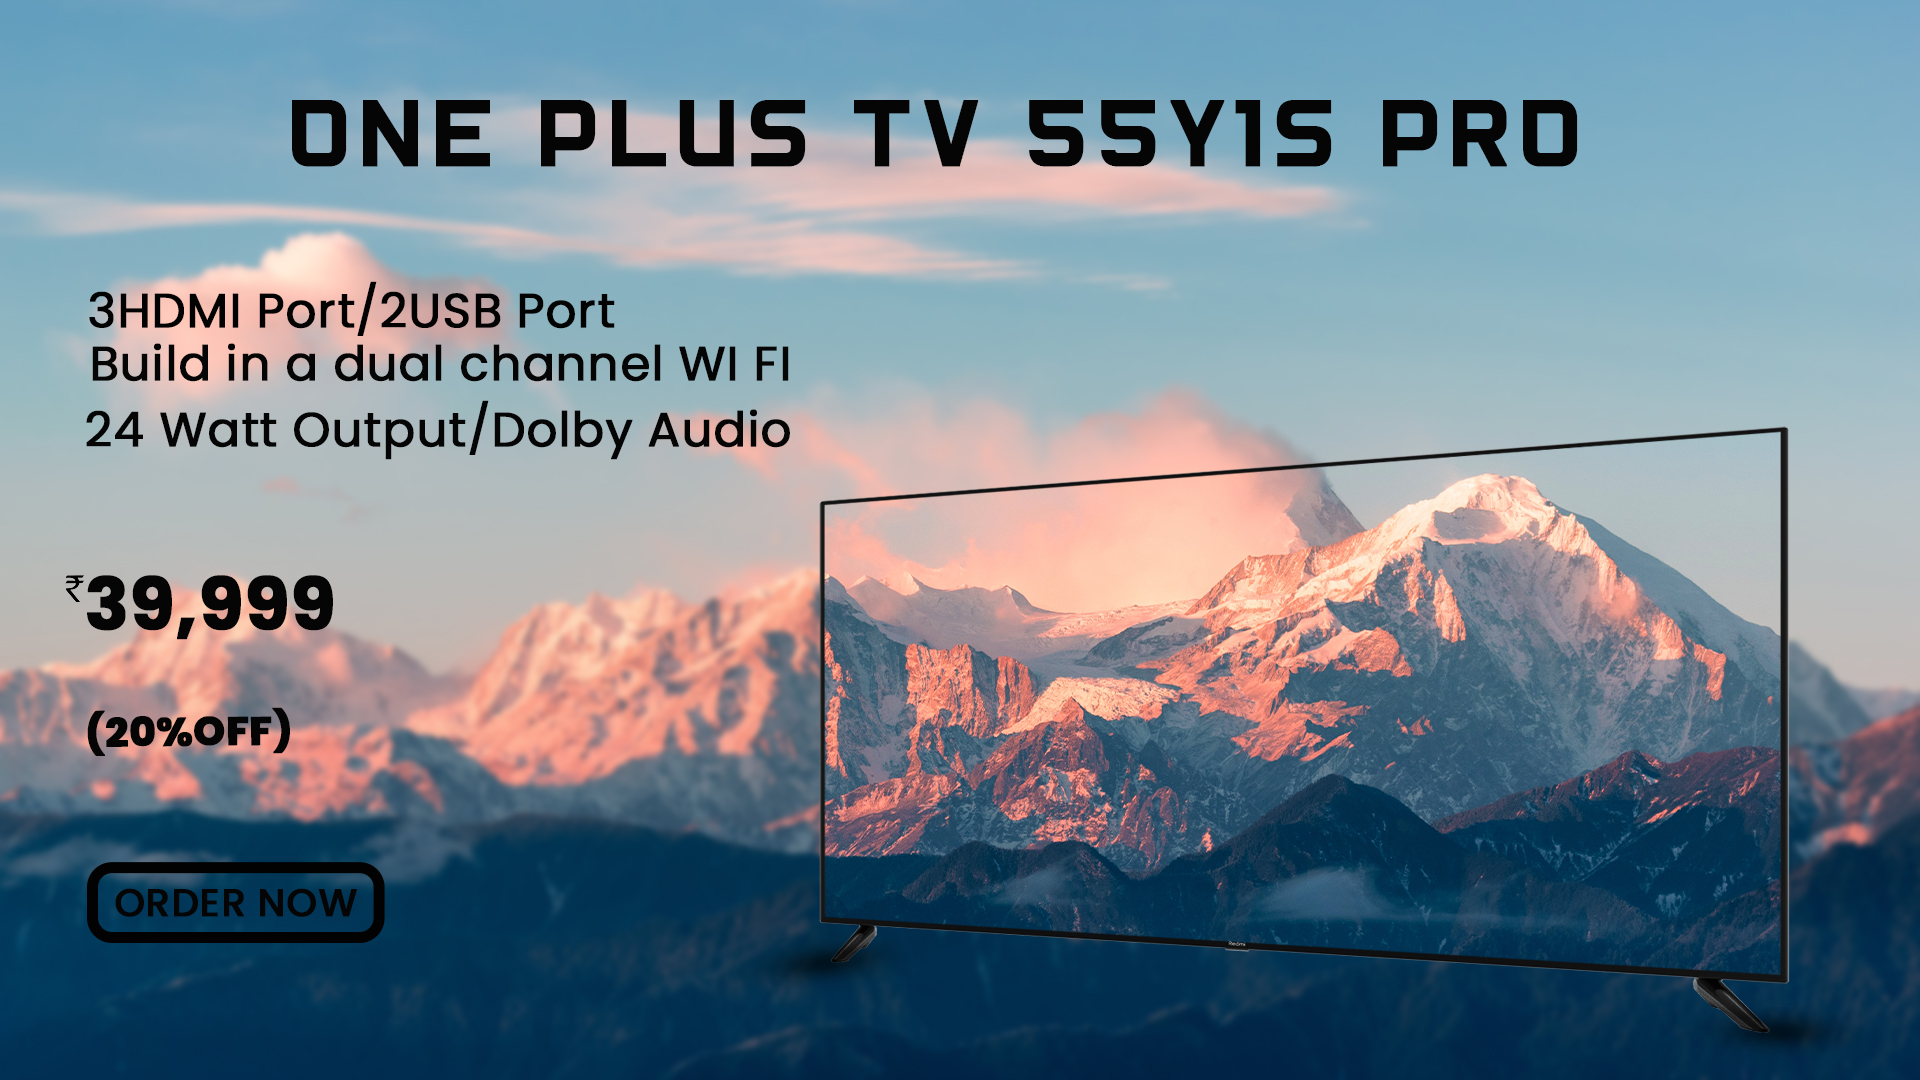 ONE PLUS TV 55Y1S PRO
3HDMI Port/2USB Port
Build in a dual channel WI FI
24 Watt Output/Dolby Audio
₹39,999
(20%OFF)
ORDER NOW
Redmi